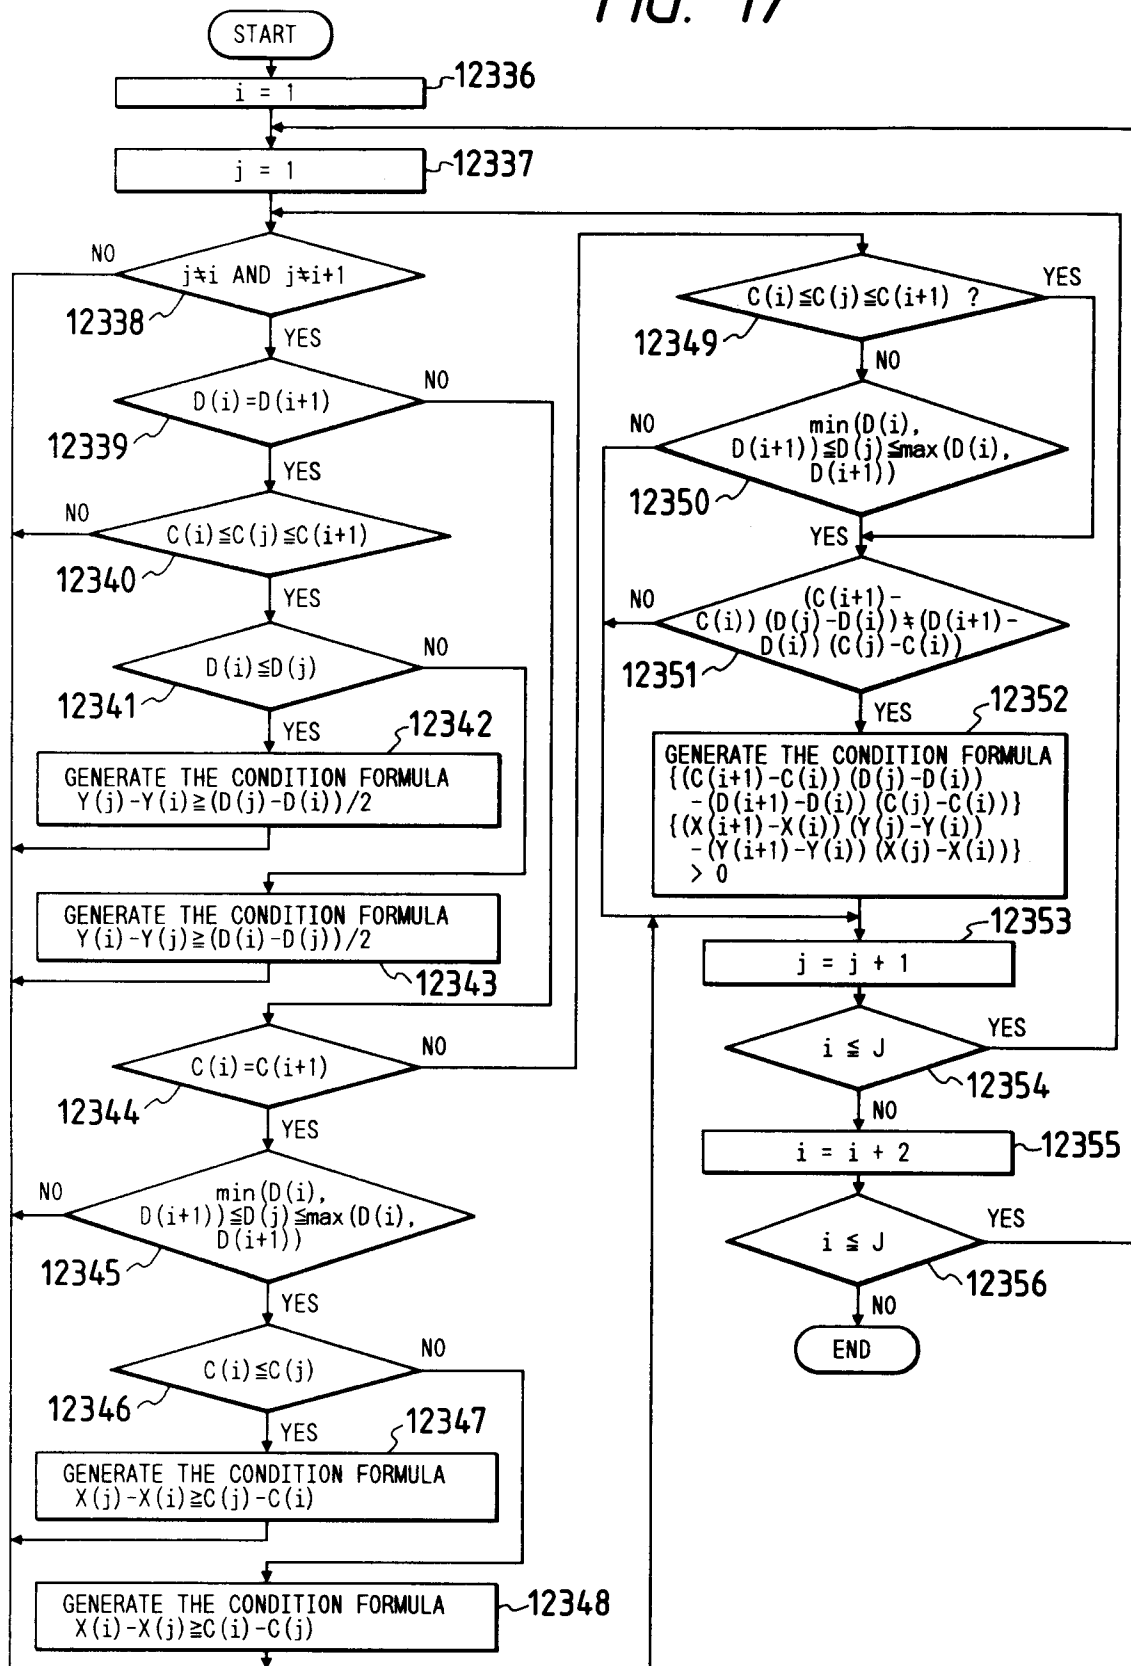 FIG. 17
START
12336
i = 1
12337
j = 1
NO
j≠i AND j≠i+1
12338
YES
D(i)=D(i+1)
NO
12339
YES
NO
C(i)≦C(j)≦C(i+1)
12340
YES
D(i)≦D(j)
NO
12341
YES
12342
GENERATE THE CONDITION FORMULA
Y(j)-Y(i)≧(D(j)-D(i))/2
GENERATE THE CONDITION FORMULA
Y(i)-Y(j)≧(D(i)-D(j))/2
12343
C(i)=C(i+1)
NO
12344
YES
NO
min(D(i),
D(i+1))≦D(j)≦max(D(i),
D(i+1))
12345
YES
C(i)≦C(j)
NO
12346
YES
12347
GENERATE THE CONDITION FORMULA
X(j)-X(i)≧C(j)-C(i)
12348
GENERATE THE CONDITION FORMULA
X(i)-X(j)≧C(i)-C(j)
C(i)≦C(j)≦C(i+1) ?
YES
12349
NO
NO
min(D(i),
D(i+1))≦D(j)≦max(D(i),
D(i+1))
12350
YES
NO
(C(i+1)-
C(i))(D(j)-D(i))≠(D(i+1)-
D(i))(C(j)-C(i))
12351
YES
12352
GENERATE THE CONDITION FORMULA
{(C(i+1)-C(i))(D(j)-D(i))
-(D(i+1)-D(i))(C(j)-C(i))}
{(X(i+1)-X(i))(Y(j)-Y(i))
-(Y(i+1)-Y(i))(X(j)-X(i))}
> 0
12353
j = j + 1
i ≦ J
YES
12354
NO
12355
i = i + 2
i ≦ J
YES
12356
NO
END